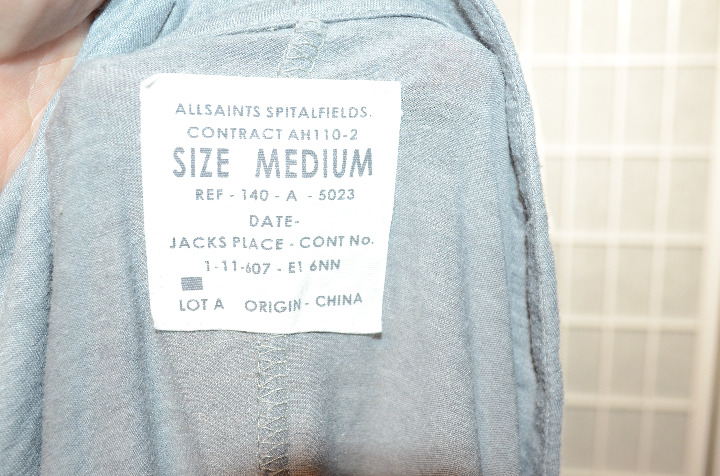 ALLSAINTS SPITALFIELDS.
CONTRACT AH110-2
SIZE MEDIUM
REF - 140 - A - 5023
DATE-
JACKS PLACE - CONT No.
1-11-607 - E1 6NN
LOT A ORIGIN - CHINA